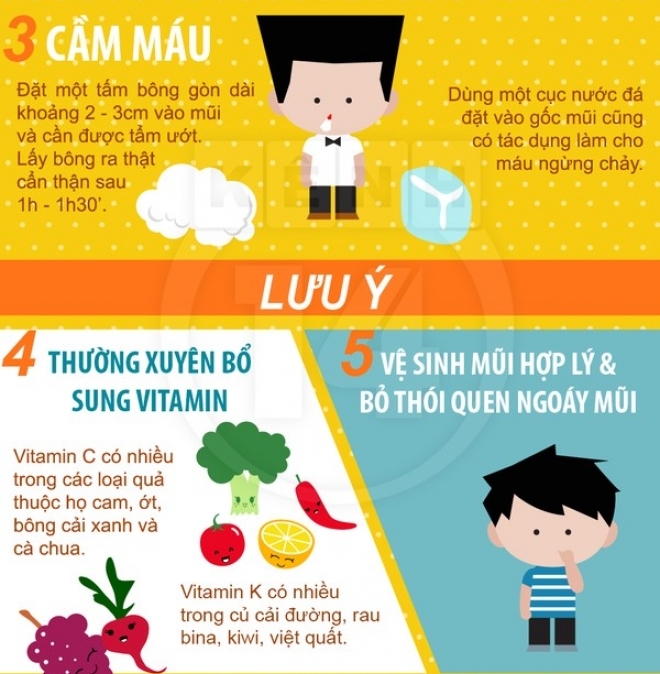 3 CẦM MÁU
Đặt một tấm bông gòn dài
khoảng 2 - 3cm vào mũi
và cần được tẩm ướt.
Lấy bông ra thật
cẩn thận sau
1h - 1h30’.
Dùng một cục nước đá
đặt vào gốc mũi cũng
có tác dụng làm cho
máu ngừng chảy.
KÊNH
14
LƯU Ý
4 THƯỜNG XUYÊN BỔ
SUNG VITAMIN
Vitamin C có nhiều
trong các loại quả
thuộc họ cam, ớt,
bông cải xanh và
cà chua.
Vitamin K có nhiều
trong củ cải đường, rau
bina, kiwi, việt quất.
5 VỆ SINH MŨI HỢP LÝ &
BỎ THÓI QUEN NGOÁY MŨI